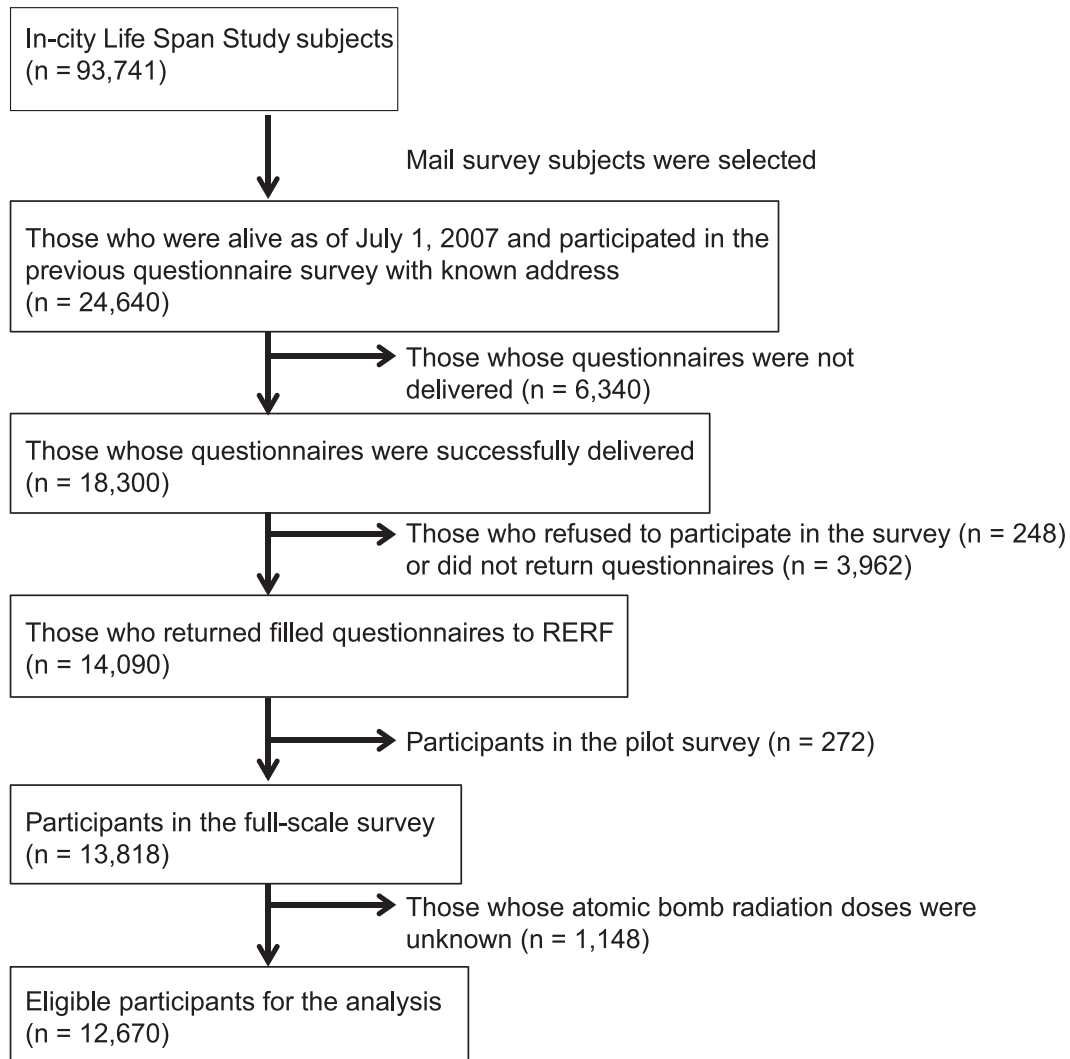 In-city Life Span Study subjects
(n = 93,741)
Mail survey subjects were selected
Those who were alive as of July 1, 2007 and participated in the
previous questionnaire survey with known address
(n = 24,640)
Those whose questionnaires were not
delivered (n = 6,340)
Those whose questionnaires were successfully delivered
(n = 18,300)
Those who refused to participate in the survey (n = 248)
or did not return questionnaires (n = 3,962)
Those who returned filled questionnaires to RERF
(n = 14,090)
Participants in the pilot survey (n = 272)
Participants in the full-scale survey
(n = 13,818)
Those whose atomic bomb radiation doses were
unknown (n = 1,148)
Eligible participants for the analysis
(n = 12,670)